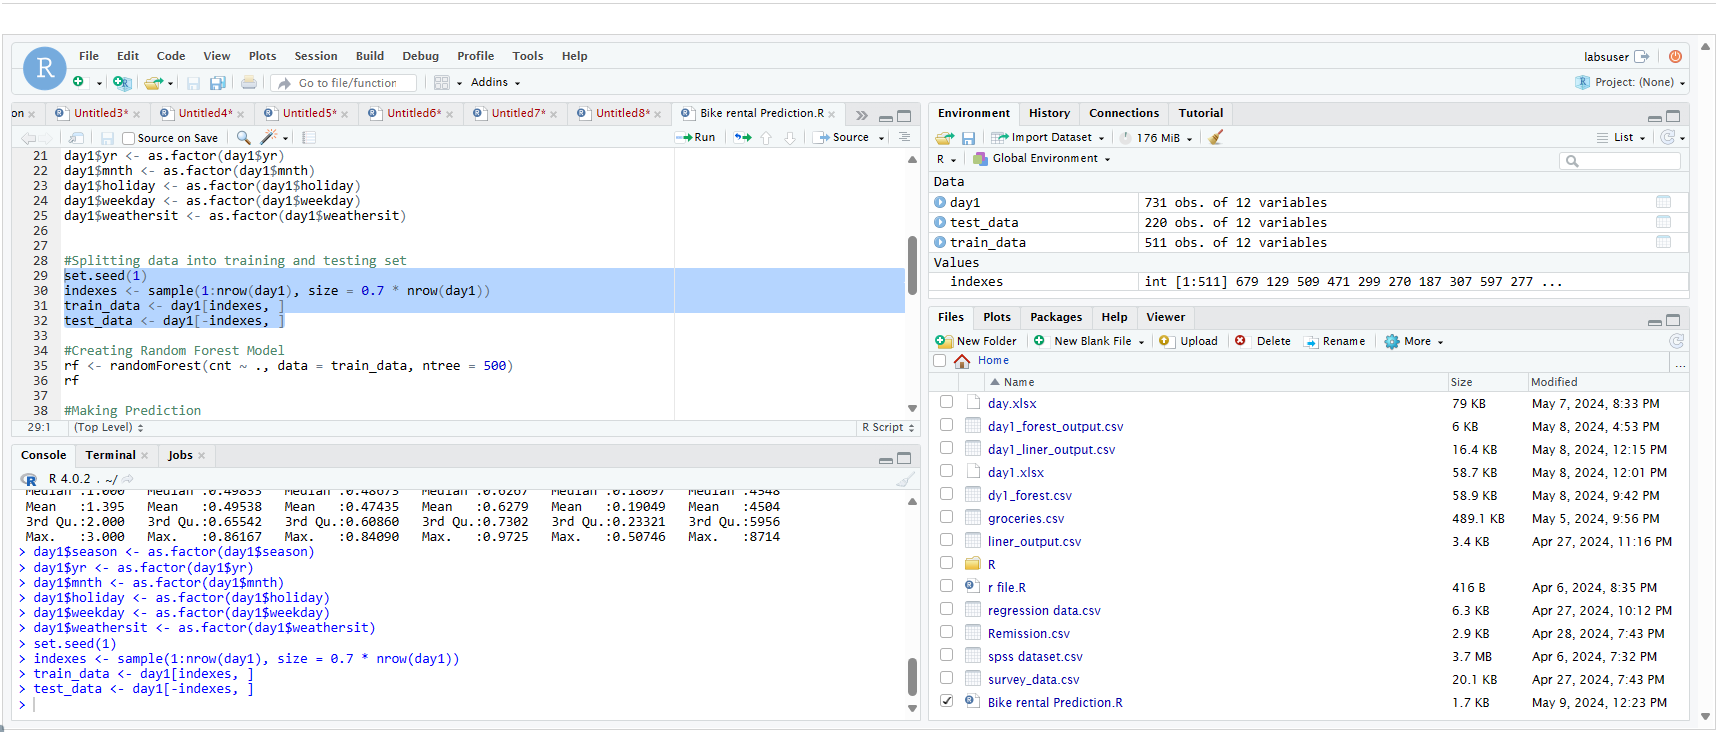 File Edit Code View Plots Session Build Debug Profile Tools Help
labsuser
Go to file/function Addins
Project: (None)
on Untitled3* Untitled4* Untitled5* Untitled6* Untitled7* Untitled8* Bike rental Prediction.R
Source on Save Run Source
21 day1$yr <- as.factor(day1$yr)
22 day1$mnth <- as.factor(day1$mnth)
23 day1$holiday <- as.factor(day1$holiday)
24 day1$weekday <- as.factor(day1$weekday)
25 day1$weathersit <- as.factor(day1$weathersit)
26
27
28 #Splitting data into training and testing set
29 set.seed(1)
30 indexes <- sample(1:nrow(day1), size = 0.7 * nrow(day1))
31 train_data <- day1[indexes, ]
32 test_data <- day1[-indexes, ]
33
34 #Creating Random Forest Model
35 rf <- randomForest(cnt ~ ., data = train_data, ntree = 500)
36 rf
37
38 #Making Prediction
29:1 (Top Level) R Script
Console Terminal Jobs
R 4.0.2 . ~/
Median :1.000 Median :0.49833 Median :0.48673 Median :0.6267 Median :0.18097 Median :4548
Mean :1.395 Mean :0.49538 Mean :0.47435 Mean :0.6279 Mean :0.19049 Mean :4504
3rd Qu.:2.000 3rd Qu.:0.65542 3rd Qu.:0.60860 3rd Qu.:0.7302 3rd Qu.:0.23321 3rd Qu.:5956
Max. :3.000 Max. :0.86167 Max. :0.84090 Max. :0.9725 Max. :0.50746 Max. :8714
> day1$season <- as.factor(day1$season)
> day1$yr <- as.factor(day1$yr)
> day1$mnth <- as.factor(day1$mnth)
> day1$holiday <- as.factor(day1$holiday)
> day1$weekday <- as.factor(day1$weekday)
> day1$weathersit <- as.factor(day1$weathersit)
> set.seed(1)
> indexes <- sample(1:nrow(day1), size = 0.7 * nrow(day1))
> train_data <- day1[indexes, ]
> test_data <- day1[-indexes, ]
>
Environment History Connections Tutorial
Import Dataset 176 MiB List
R Global Environment
Data
day1 731 obs. of 12 variables
test_data 220 obs. of 12 variables
train_data 511 obs. of 12 variables
Values
indexes int [1:511] 679 129 509 471 299 270 187 307 597 277 ...
Files Plots Packages Help Viewer
New Folder New Blank File Upload Delete Rename More
Home ...
Name Size Modified
day.xlsx 79 KB May 7, 2024, 8:33 PM
day1_forest_output.csv 6 KB May 8, 2024, 4:53 PM
day1_liner_output.csv 16.4 KB May 8, 2024, 12:15 PM
day1.xlsx 58.7 KB May 8, 2024, 12:01 PM
dy1_forest.csv 58.9 KB May 8, 2024, 9:42 PM
groceries.csv 489.1 KB May 5, 2024, 9:56 PM
liner_output.csv 3.4 KB Apr 27, 2024, 11:16 PM
R
r file.R 416 B Apr 6, 2024, 8:35 PM
regression data.csv 6.3 KB Apr 27, 2024, 10:12 PM
Remission.csv 2.9 KB Apr 28, 2024, 7:43 PM
spss dataset.csv 3.7 MB Apr 6, 2024, 7:32 PM
survey_data.csv 20.1 KB Apr 27, 2024, 7:43 PM
Bike rental Prediction.R 1.7 KB May 9, 2024, 12:23 PM